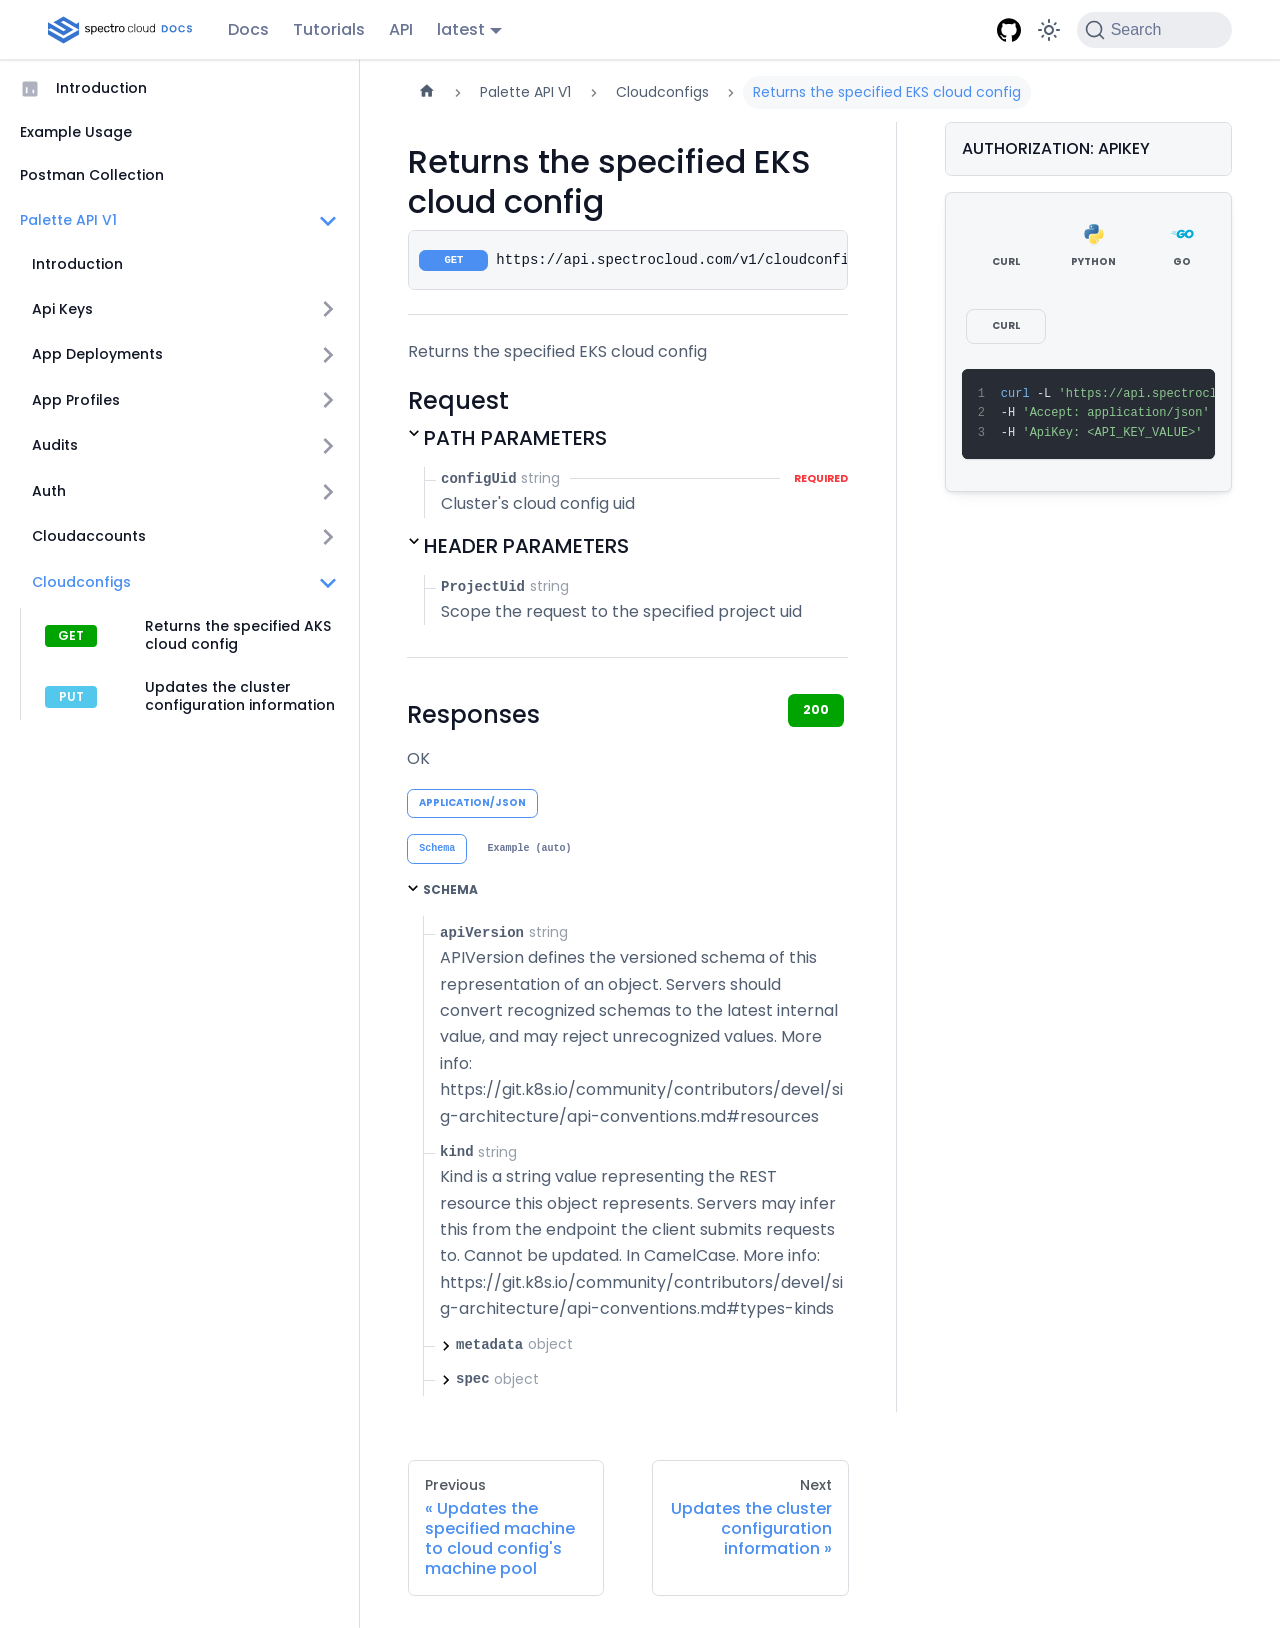 spectro cloud DOCS
Docs
Tutorials
API
latest
Search
Introduction
Example Usage
Postman Collection
Palette API V1
Introduction
Api Keys
App Deployments
App Profiles
Audits
Auth
Cloudaccounts
Cloudconfigs
GET
Returns the specified AKS
cloud config
PUT
Updates the cluster
configuration information
Palette API V1
Cloudconfigs
Returns the specified EKS cloud config
Returns the specified EKS
cloud config
GET
https://api.spectrocloud.com/v1/cloudconfi
Returns the specified EKS cloud config
Request
PATH PARAMETERS
configUid string
REQUIRED
Cluster's cloud config uid
HEADER PARAMETERS
ProjectUid string
Scope the request to the specified project uid
Responses
200
OK
APPLICATION/JSON
Schema
Example (auto)
SCHEMA
apiVersion string
APIVersion defines the versioned schema of this
representation of an object. Servers should
convert recognized schemas to the latest internal
value, and may reject unrecognized values. More
info:
https://git.k8s.io/community/contributors/devel/si
g-architecture/api-conventions.md#resources
kind string
Kind is a string value representing the REST
resource this object represents. Servers may infer
this from the endpoint the client submits requests
to. Cannot be updated. In CamelCase. More info:
https://git.k8s.io/community/contributors/devel/si
g-architecture/api-conventions.md#types-kinds
metadata object
spec object
Previous
« Updates the
specified machine
to cloud config's
machine pool
Next
Updates the cluster
configuration
information »
AUTHORIZATION: APIKEY
CURL
PYTHON
GO
GO
CURL
1 curl -L 'https://api.spectrocl
2 -H 'Accept: application/json'
3 -H 'ApiKey: <API_KEY_VALUE>'